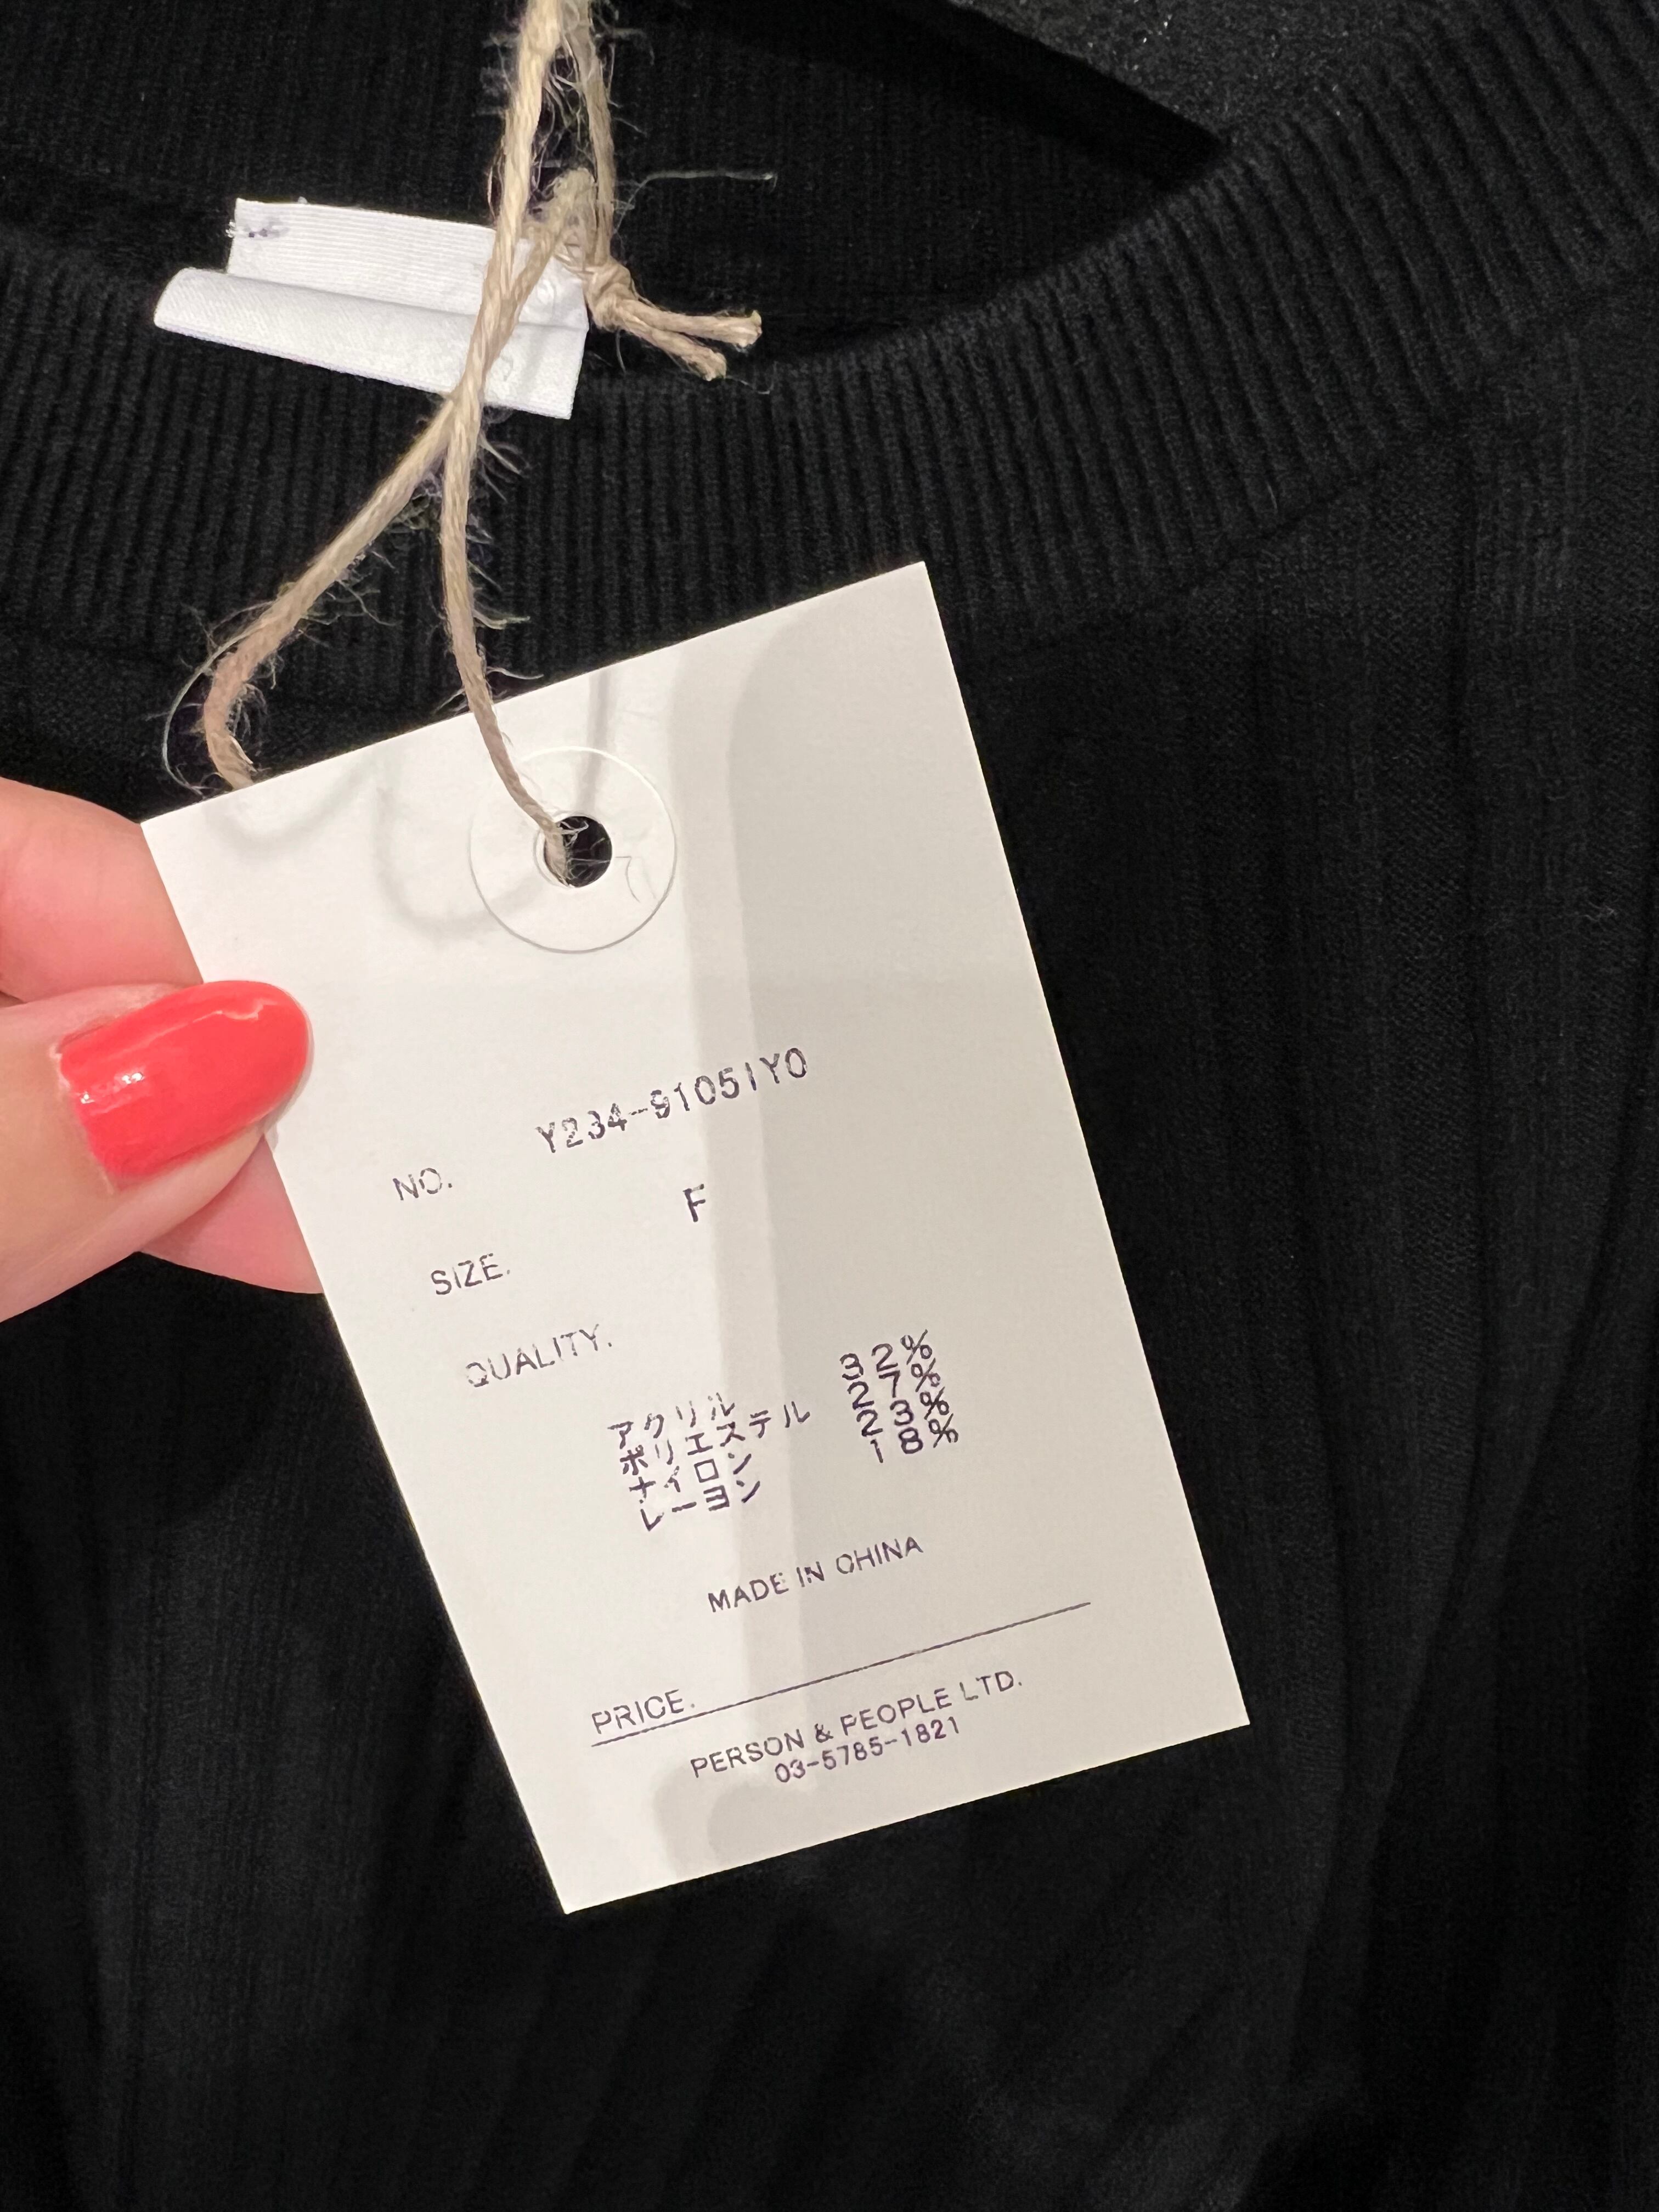 NO. Y234-91051Y0
SIZE. F
QUALITY.
アクリル 32%
ポリエステル 27%
ナイロン 23%
レーヨン 18%
MADE IN CHINA
PRICE.
PERSON & PEOPLE LTD.
03-5785-1821